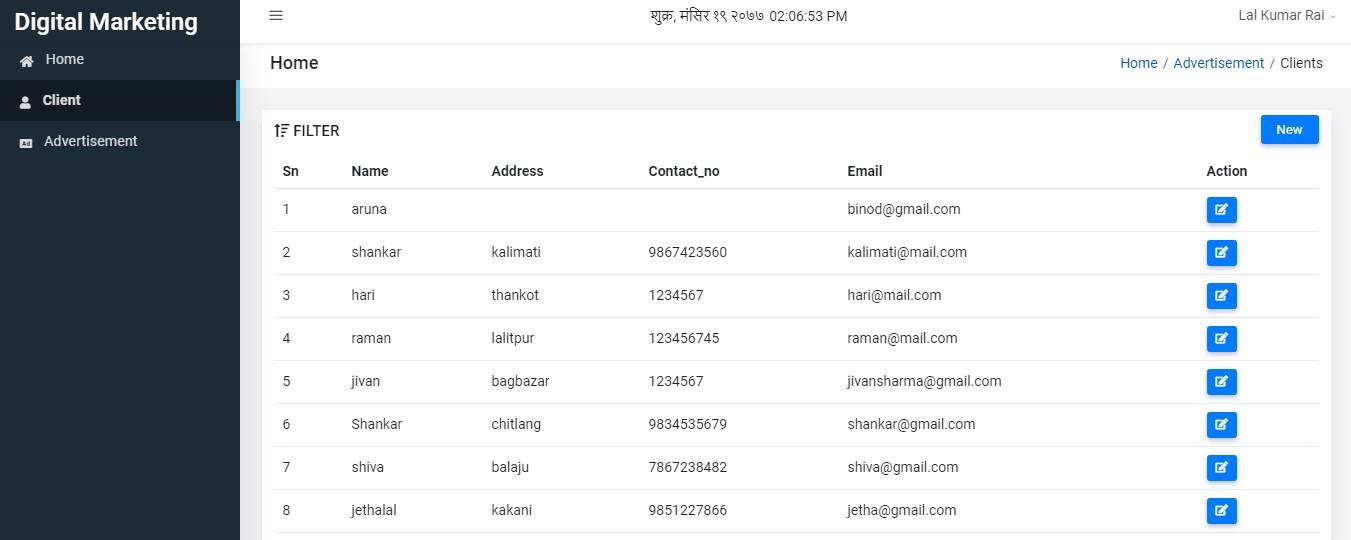 Digital Marketing
शुक्र, मंसिर १९ २०७७ 02:06:53 PM
Lal Kumar Rai
Home
Client
Advertisement
Home
Home / Advertisement / Clients
FILTER
New
Sn Name Address Contact_no Email Action
1 aruna binod@gmail.com
2 shankar kalimati 9867423560 kalimati@mail.com
3 hari thankot 1234567 hari@mail.com
4 raman lalitpur 123456745 raman@mail.com
5 jivan bagbazar 1234567 jivansharma@gmail.com
6 Shankar chitlang 9834535679 shankar@gmail.com
7 shiva balaju 7867238482 shiva@gmail.com
8 jethalal kakani 9851227866 jetha@gmail.com